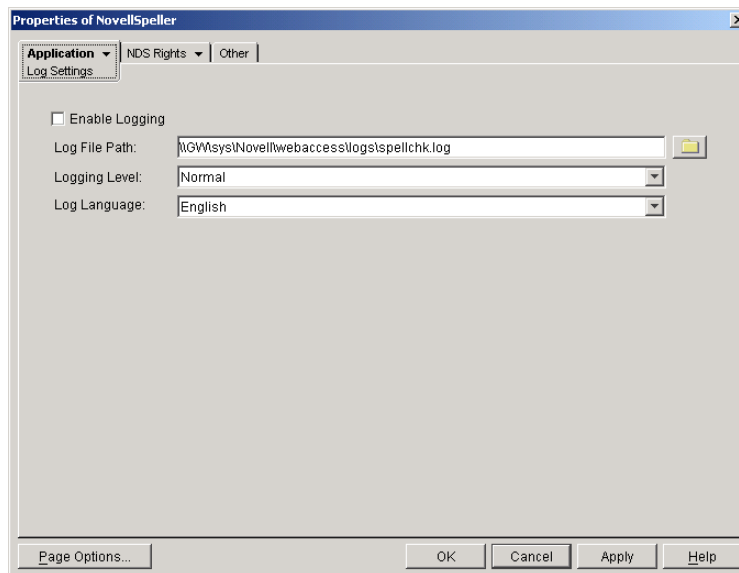 Properties of NovellSpeller
Application NDS Rights Other
Log Settings
Enable Logging
Log File Path: \\GW\sys\Novell\webaccess\logs\spellchk.log
Logging Level: Normal
Log Language: English
Page Options... OK Cancel Apply Help